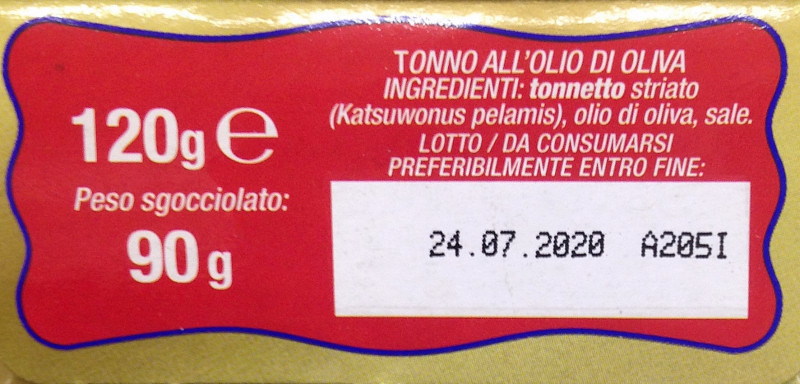 120g ℮
Peso sgocciolato:
90 g
TONNO ALL'OLIO DI OLIVA
INGREDIENTI: tonnetto striato
(Katsuwonus pelamis), olio di oliva, sale.
LOTTO / DA CONSUMARSI
PREFERIBILMENTE ENTRO FINE:
24.07.2020 A205I